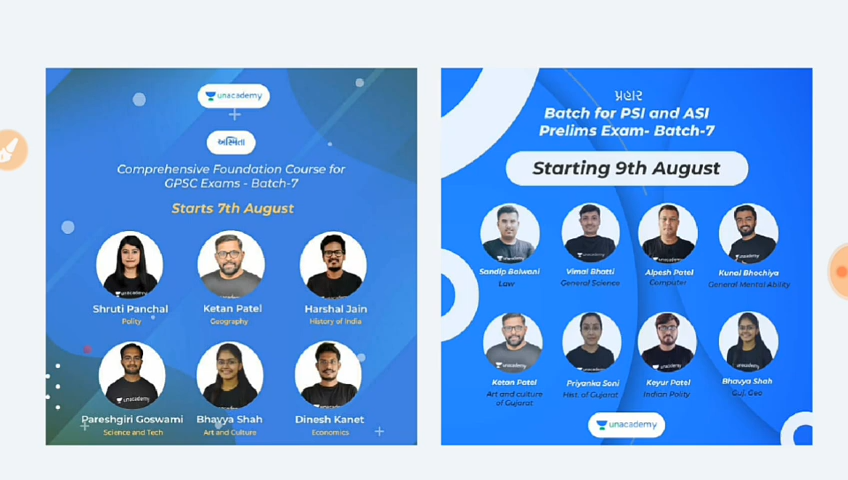 unacademy
અસ્મિતા
Comprehensive Foundation Course for
GPSC Exams - Batch-7
Starts 7th August
Shruti Panchal
Polity
Ketan Patel
Geography
Harshal Jain
History of India
Pareshgiri Goswami
Science and Tech
Bhavya Shah
Art and Culture
Dinesh Kanet
Economics
પ્રહાર
Batch for PSI and ASI
Prelims Exam- Batch-7
Starting 9th August
Sandip Balwani
Law
Vimal Bhatti
General Science
Alpesh Patel
Computer
Kunal Bhochiya
General Mental Ability
Ketan Patel
Art and culture
of Gujarat
Priyanka Soni
Hist. of Gujarat
Keyur Patel
Indian Polity
Bhavya Shah
Guj. Geo
unacademy